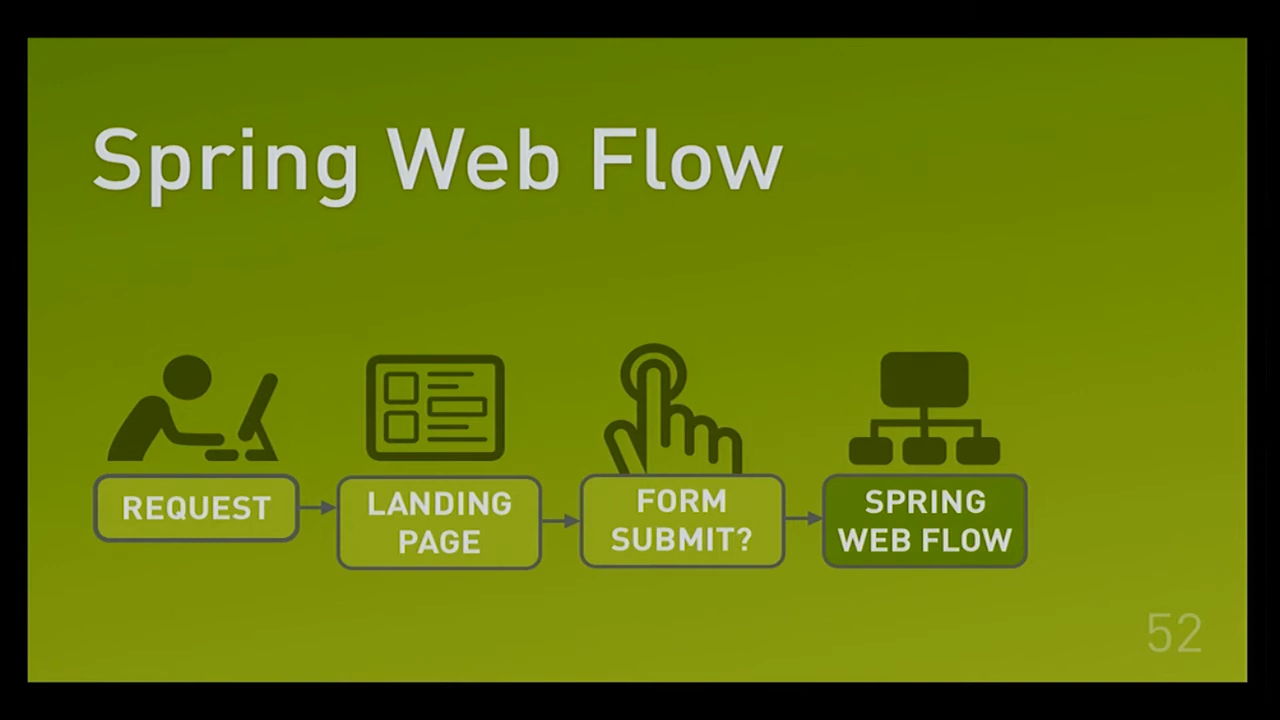 Spring Web Flow
REQUEST
LANDING
PAGE
FORM
SUBMIT?
SPRING
WEB FLOW
52